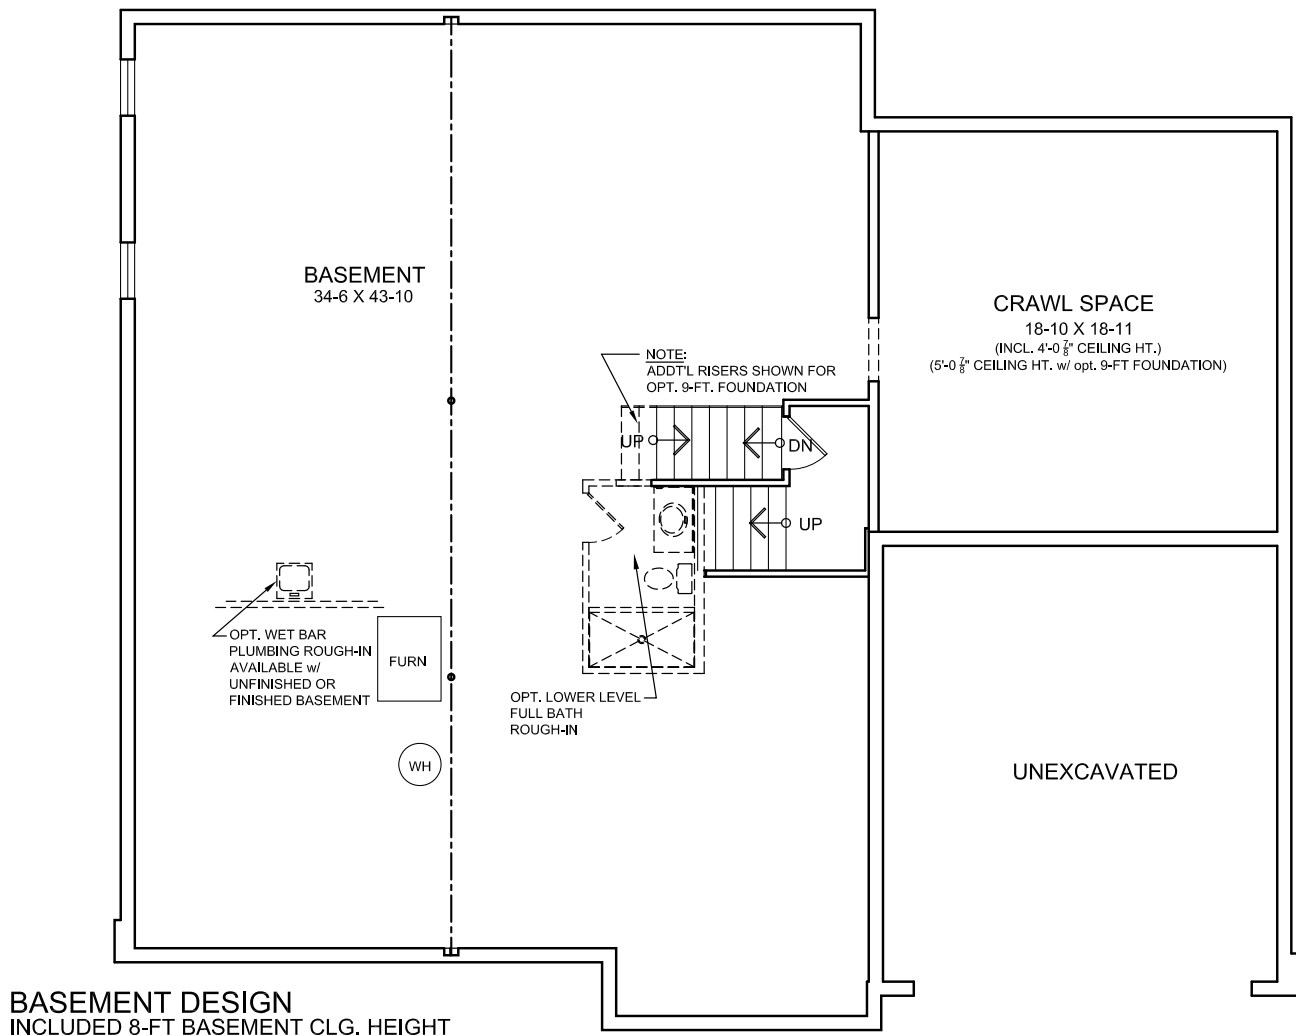 BASEMENT
34-6 X 43-10
CRAWL SPACE
18-10 X 18-11
(INCL. 4'-0 7/8" CEILING HT.)
(5'-0 7/8" CEILING HT. w/ opt. 9-FT FOUNDATION)
NOTE:
ADDT'L RISERS SHOWN FOR
OPT. 9-FT. FOUNDATION
UP
DN
UP
OPT. WET BAR
PLUMBING ROUGH-IN
AVAILABLE w/
UNFINISHED OR
FINISHED BASEMENT
FURN
OPT. LOWER LEVEL
FULL BATH
ROUGH-IN
WH
UNEXCAVATED
BASEMENT DESIGN
INCLUDED 8-FT BASEMENT CLG. HEIGHT